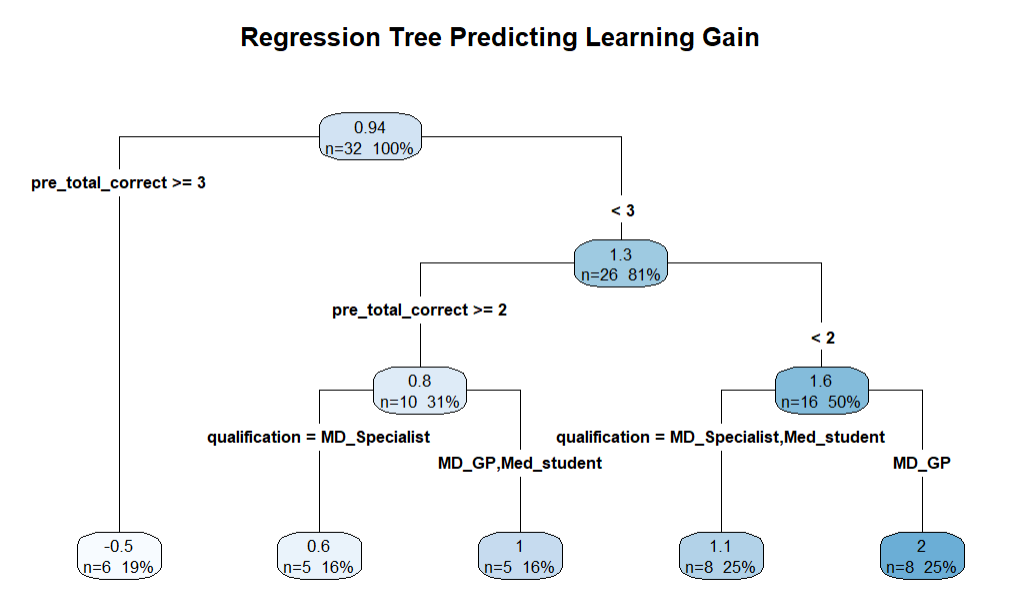 Regression Tree Predicting Learning Gain
0.94
n=32 100%
pre_total_correct >= 3
< 3
1.3
n=26 81%
pre_total_correct >= 2
< 2
0.8
n=10 31%
1.6
n=16 50%
qualification = MD_Specialist
MD_GP,Med_student
qualification = MD_Specialist,Med_student
MD_GP
-0.5
n=6 19%
0.6
n=5 16%
1
n=5 16%
1.1
n=8 25%
2
n=8 25%